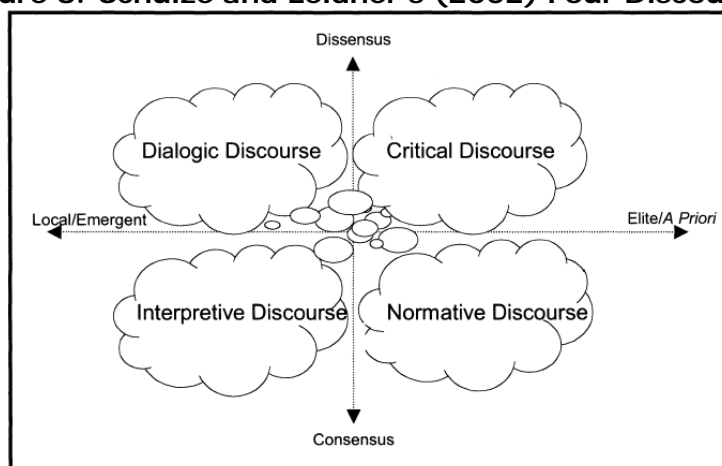 Dissensus
Dialogic Discourse
Critical Discourse
Local/Emergent
Elite/A Priori
Interpretive Discourse
Normative Discourse
Consensus